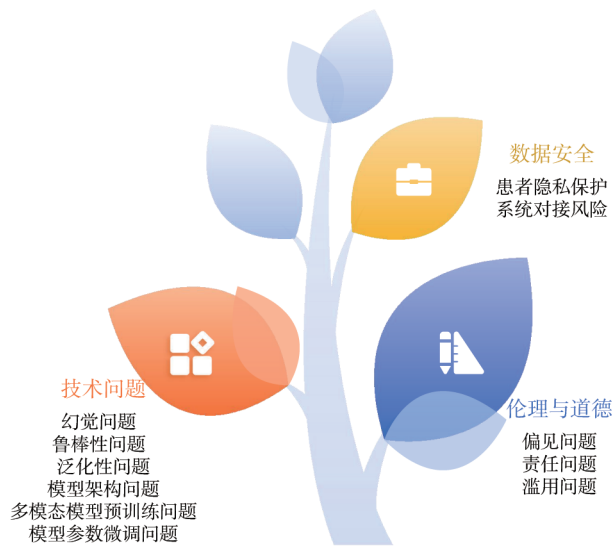 数据安全
患者隐私保护
系统对接风险
技术问题
幻觉问题
鲁棒性问题
泛化性问题
模型架构问题
多模态模型预训练问题
模型参数微调问题
伦理与道德
偏见问题
责任问题
滥用问题